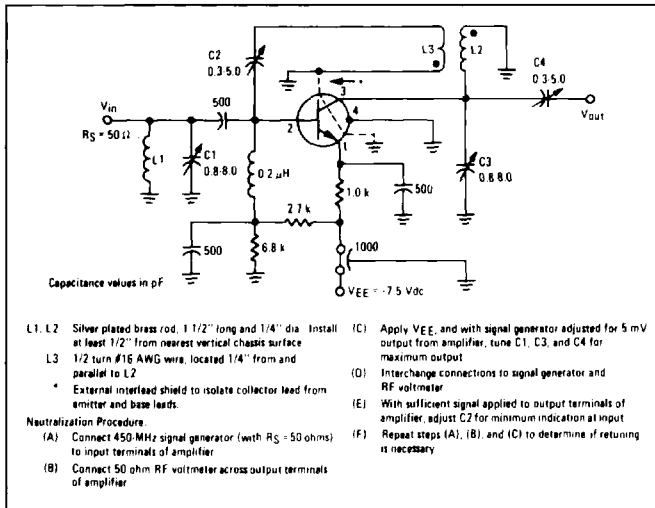 C2
0.3-5.0
L3
L2
C4
0.3-5.0
Vin
RS = 50 Ω
500
3
4
2
1
Vout
L1
C1
0.8-8.0
0.2 μH
C3
0.8-8.0
1.0 k
500
2.7 k
500
6.8 k
1000
VEE = -7.5 Vdc
Capacitance values in pF
L1, L2 Silver plated brass rod, 1 1/2" long and 1/4" dia. Install
at least 1/2" from nearest vertical chassis surface
L3 1/2 turn #16 AWG wire, located 1/4" from and
parallel to L2
* External interlead shield to isolate collector lead from
emitter and base leads.
Neutralization Procedure
(A) Connect 450-MHz signal generator (with RS = 50 ohms)
to input terminals of amplifier
(B) Connect 50 ohm RF voltmeter across output terminals
of amplifier
(C) Apply VEE, and with signal generator adjusted for 5 mV
output from amplifier, tune C1, C3, and C4 for
maximum output
(D) Interchange connections to signal generator and
RF voltmeter
(E) With sufficient signal applied to output terminals of
amplifier, adjust C2 for minimum indication at input
(F) Repeat steps (A), (B), and (C) to determine if retuning
is necessary